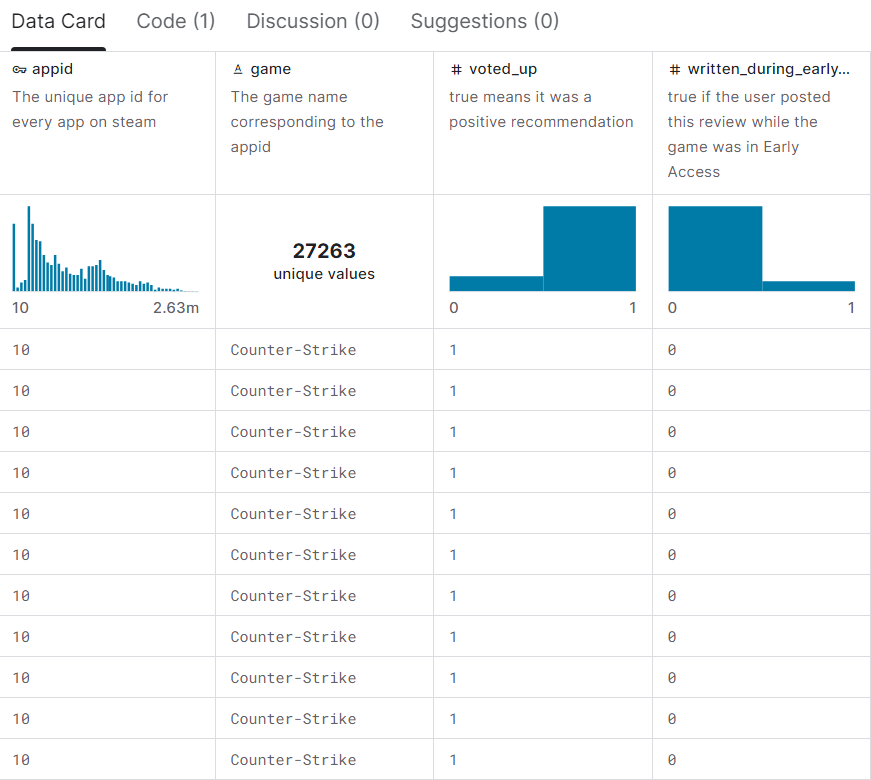 Data Card Code (1) Discussion (0) Suggestions (0)
appid
The unique app id for
every app on steam
game
The game name
corresponding to the
appid
# voted_up
true means it was a
positive recommendation
# written_during_early...
true if the user posted
this review while the
game was in Early
Access
10 2.63m
27263
unique values
0 1
0 1
10 Counter-Strike 1 0
10 Counter-Strike 1 0
10 Counter-Strike 1 0
10 Counter-Strike 1 0
10 Counter-Strike 1 0
10 Counter-Strike 1 0
10 Counter-Strike 1 0
10 Counter-Strike 1 0
10 Counter-Strike 1 0
10 Counter-Strike 1 0
10 Counter-Strike 1 0